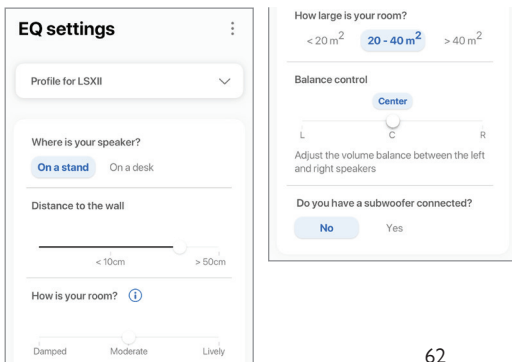 EQ settings
Profile for LSXII
Where is your speaker?
On a stand On a desk
Distance to the wall
< 10cm > 50cm
How is your room? i
Damped Moderate Lively
How large is your room?
< 20 m² 20 - 40 m² > 40 m²
Balance control
Center
L C R
Adjust the volume balance between the left
and right speakers
Do you have a subwoofer connected?
No Yes
62